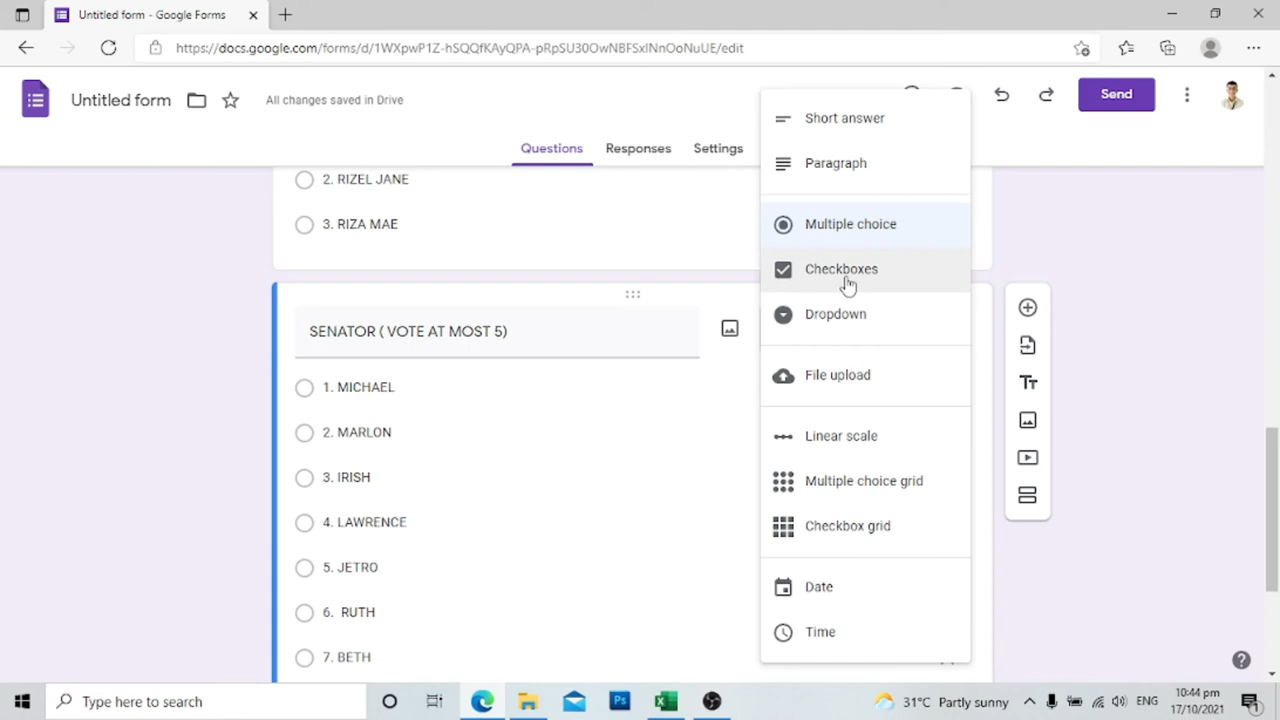 Untitled form - Google Forms
https://docs.google.com/forms/d/1WXpwP1Z-hSQQfKAyQPA-pRpSU30OwNBFSxlNnOoNuUE/edit
Untitled form
All changes saved in Drive
Send
Questions
Responses
Settings
2. RIZEL JANE
3. RIZA MAE
SENATOR ( VOTE AT MOST 5)
1. MICHAEL
2. MARLON
3. IRISH
4. LAWRENCE
5. JETRO
6. RUTH
7. BETH
Short answer
Paragraph
Multiple choice
Checkboxes
Dropdown
File upload
Linear scale
Multiple choice grid
Checkbox grid
Date
Time
Type here to search
Ps
31°C Partly sunny
ENG
10:44 pm
17/10/2021